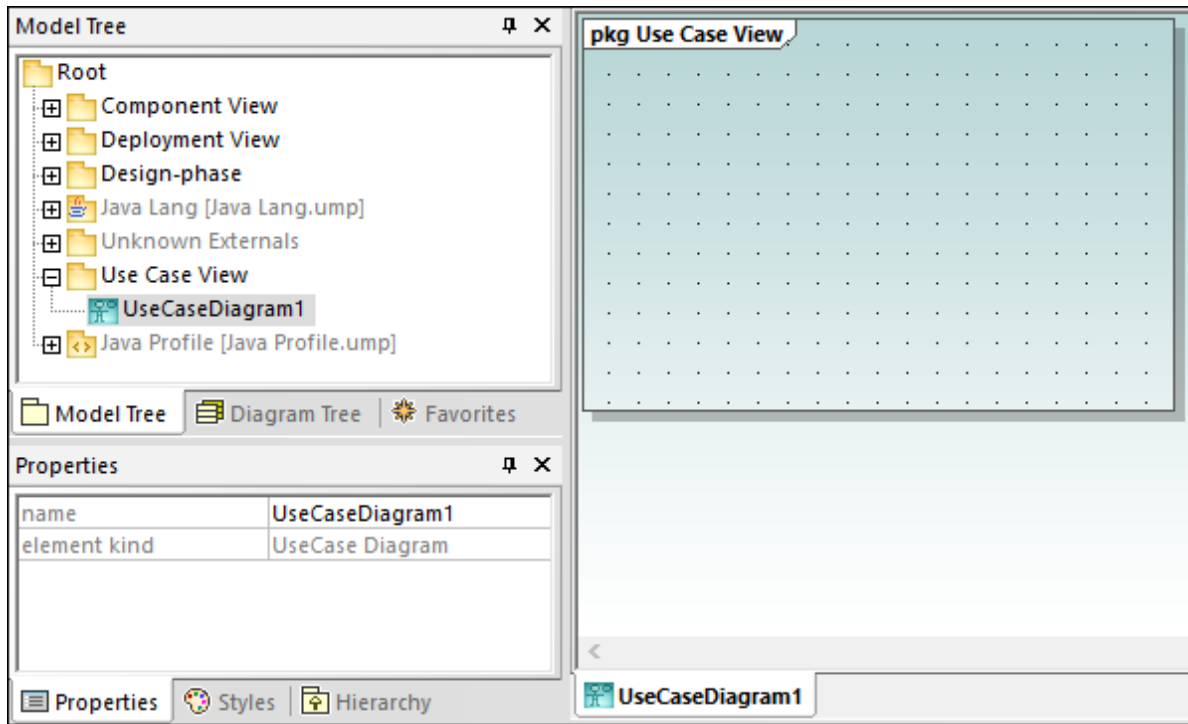 Model Tree
Root
Component View
Deployment View
Design-phase
Java Lang [Java Lang.ump]
Unknown Externals
Use Case View
UseCaseDiagram1
Java Profile [Java Profile.ump]
Model Tree Diagram Tree Favorites
Properties
name UseCaseDiagram1
element kind UseCase Diagram
Properties Styles Hierarchy
pkg Use Case View
UseCaseDiagram1